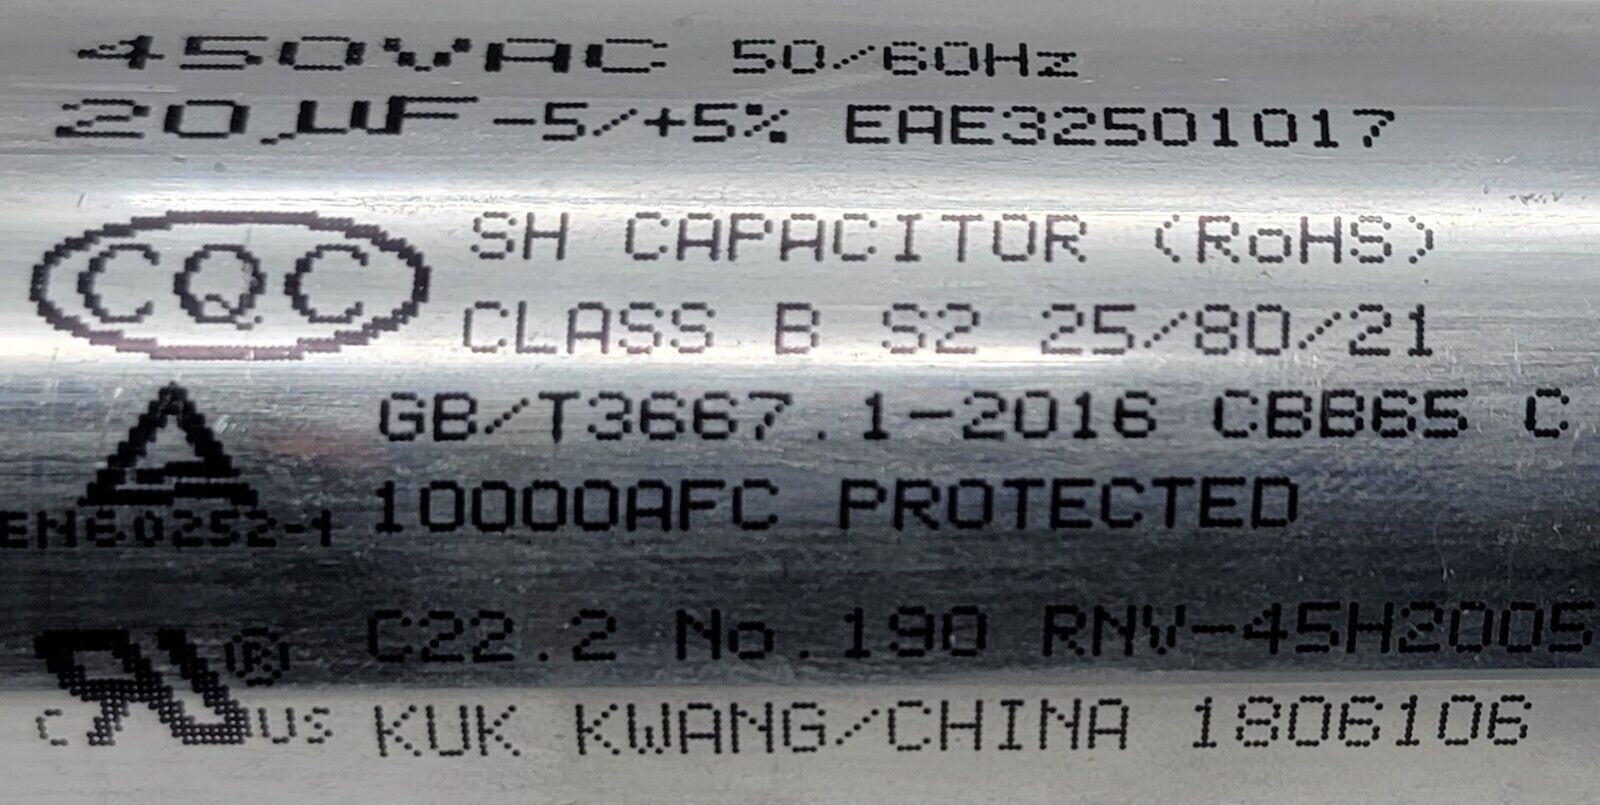 450VAC 50/60Hz
20µF -5/+5% EAE32501017
CQC
SH CAPACITOR (RoHS)
CLASS B S2 25/80/21
GB/T3667.1-2016 CBB65 C
10000AFC PROTECTED
EN60252-1
C22.2 No.190 RNV-45H2005
c RU® US
KUK KWANG/CHINA 1806106